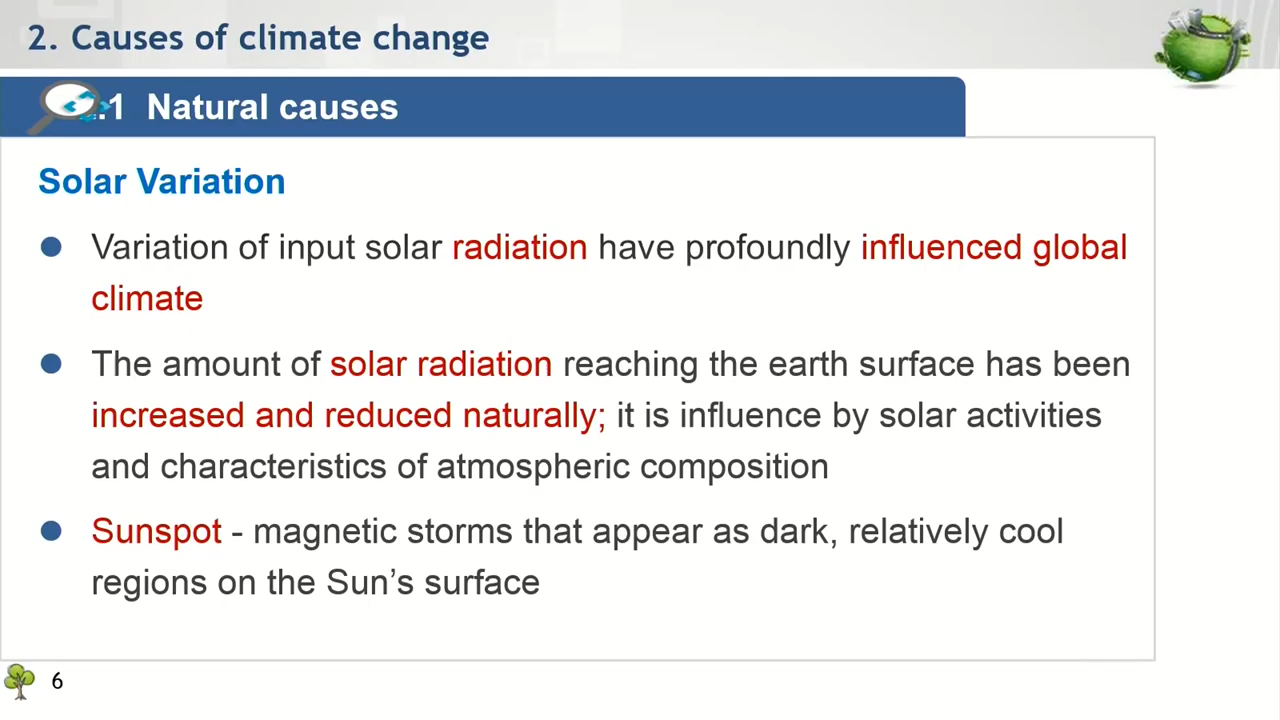 2. Causes of climate change
.1 Natural causes
Solar Variation
Variation of input solar radiation have profoundly influenced global
climate
The amount of solar radiation reaching the earth surface has been
increased and reduced naturally; it is influence by solar activities
and characteristics of atmospheric composition
Sunspot - magnetic storms that appear as dark, relatively cool
regions on the Sun’s surface
6